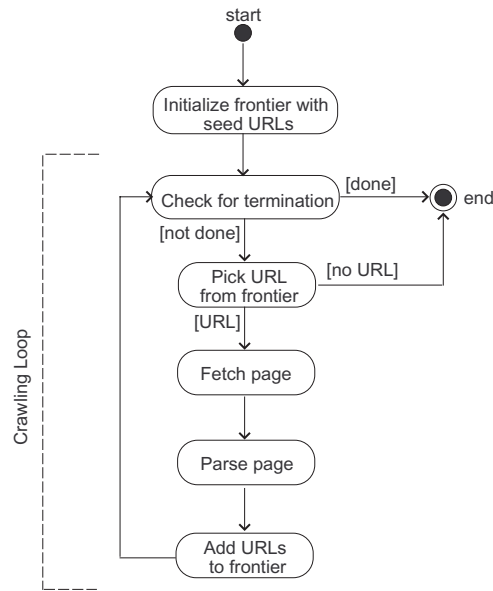 start
Initialize frontier with
seed URLs
Check for termination
[done]
end
[not done]
Pick URL
from frontier
[no URL]
[URL]
Crawling Loop
Fetch page
Parse page
Add URLs
to frontier